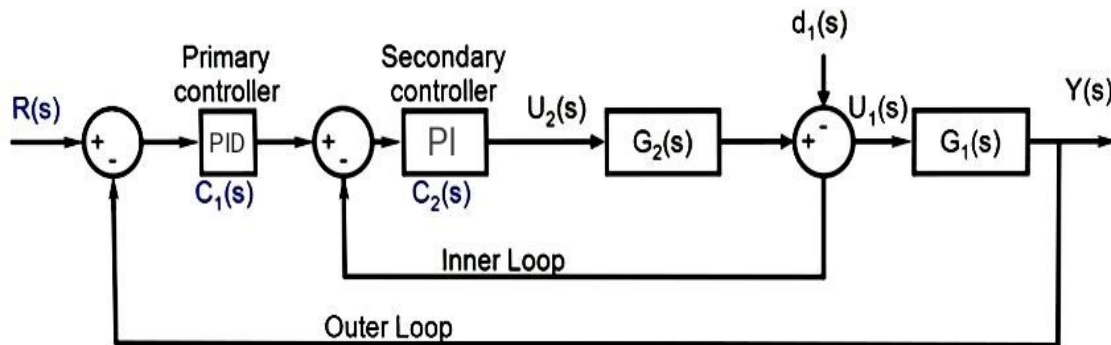 d₁(s)
Primary
controller
Secondary
controller
R(s)
+
-
PID
C₁(s)
+
-
PI
C₂(s)
U₂(s)
G₂(s)
-
+
U₁(s)
G₁(s)
Y(s)
Inner Loop
Outer Loop